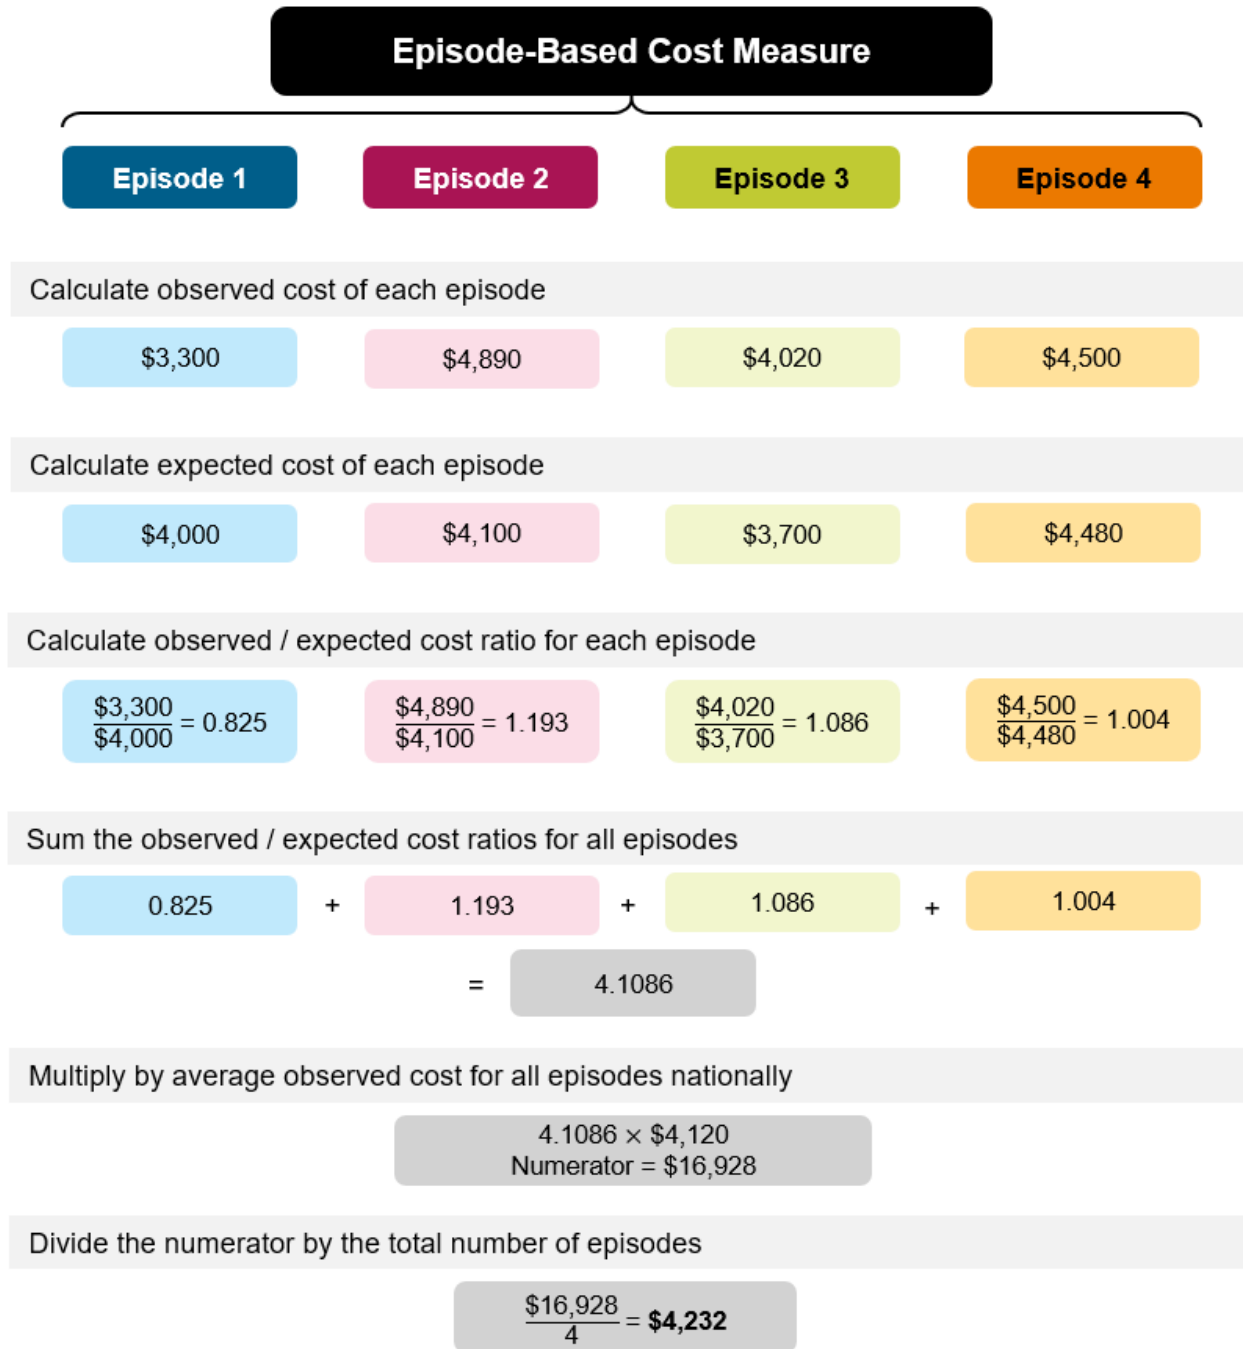 Episode-Based Cost Measure
Episode 1 Episode 2 Episode 3 Episode 4
Calculate observed cost of each episode
$3,300 $4,890 $4,020 $4,500
Calculate expected cost of each episode
$4,000 $4,100 $3,700 $4,480
Calculate observed / expected cost ratio for each episode
$3,300/$4,000 = 0.825 $4,890/$4,100 = 1.193 $4,020/$3,700 = 1.086 $4,500/$4,480 = 1.004
Sum the observed / expected cost ratios for all episodes
0.825 + 1.193 + 1.086 + 1.004
= 4.1086
Multiply by average observed cost for all episodes nationally
4.1086 × $4,120
Numerator = $16,928
Divide the numerator by the total number of episodes
$16,928/4 = $4,232